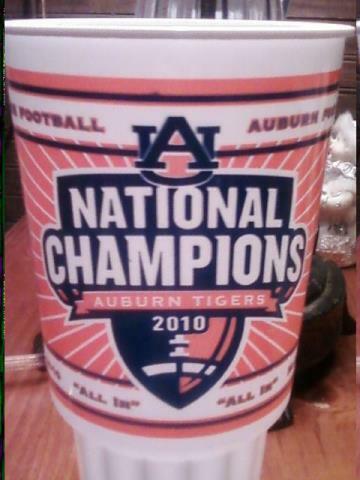 FOOTBALL
AUBURN
AU
NATIONAL
CHAMPIONS
AUBURN TIGERS
2010
"ALL IN"
"ALL IN"